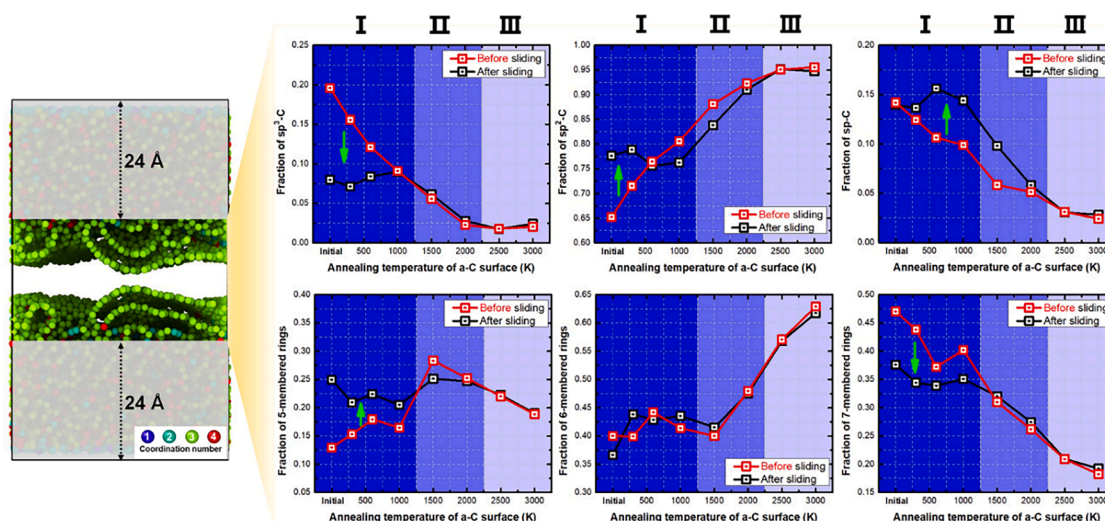 I II III I II III I II III
24 Å
24 Å
1 2 3 4
Coordination number
0.25
0.20
0.15
0.10
0.05
0.00
Fraction of sp3-C
Before sliding
After sliding
Initial 500 1000 1500 2000 2500 3000
Annealing temperature of a-C surface (K)
1.00
0.95
0.90
0.85
0.80
0.75
0.70
0.65
0.60
Fraction of sp2-C
Before sliding
After sliding
Initial 500 1000 1500 2000 2500 3000
Annealing temperature of a-C surface (K)
0.20
0.15
0.10
0.05
0.00
Fraction of sp-C
Before sliding
After sliding
Initial 500 1000 1500 2000 2500 3000
Annealing temperature of a-C surface (K)
0.50
0.45
0.40
0.35
0.30
0.25
0.20
0.15
0.10
0.05
Fraction of 5-membered rings
Before sliding
After sliding
Initial 500 1000 1500 2000 2500 3000
Annealing temperature of a-C surface (K)
0.65
0.60
0.55
0.50
0.45
0.40
0.35
0.30
Fraction of 6-membered rings
Before sliding
After sliding
Initial 500 1000 1500 2000 2500 3000
Annealing temperature of a-C surface (K)
0.50
0.45
0.40
0.35
0.30
0.25
0.20
0.15
Fraction of 7-membered rings
Before sliding
After sliding
Initial 500 1000 1500 2000 2500 3000
Annealing temperature of a-C surface (K)